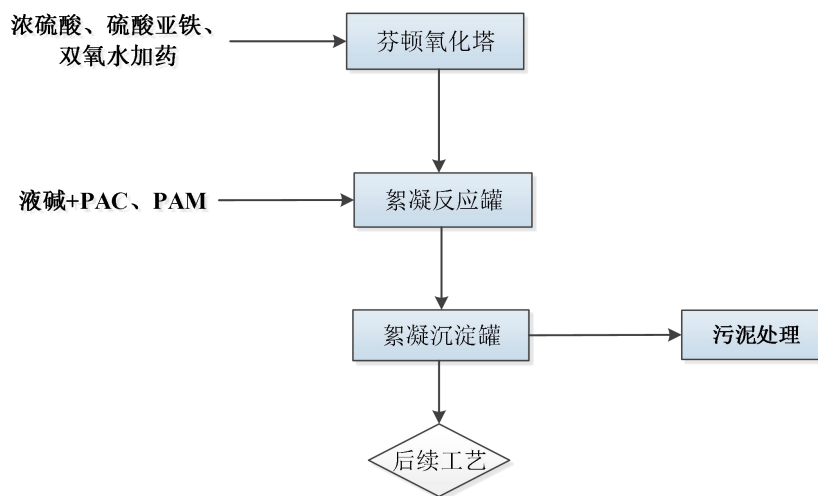 浓硫酸、硫酸亚铁、
双氧水加药
芬顿氧化塔
液碱+PAC、PAM
絮凝反应罐
絮凝沉淀罐
污泥处理
后续工艺